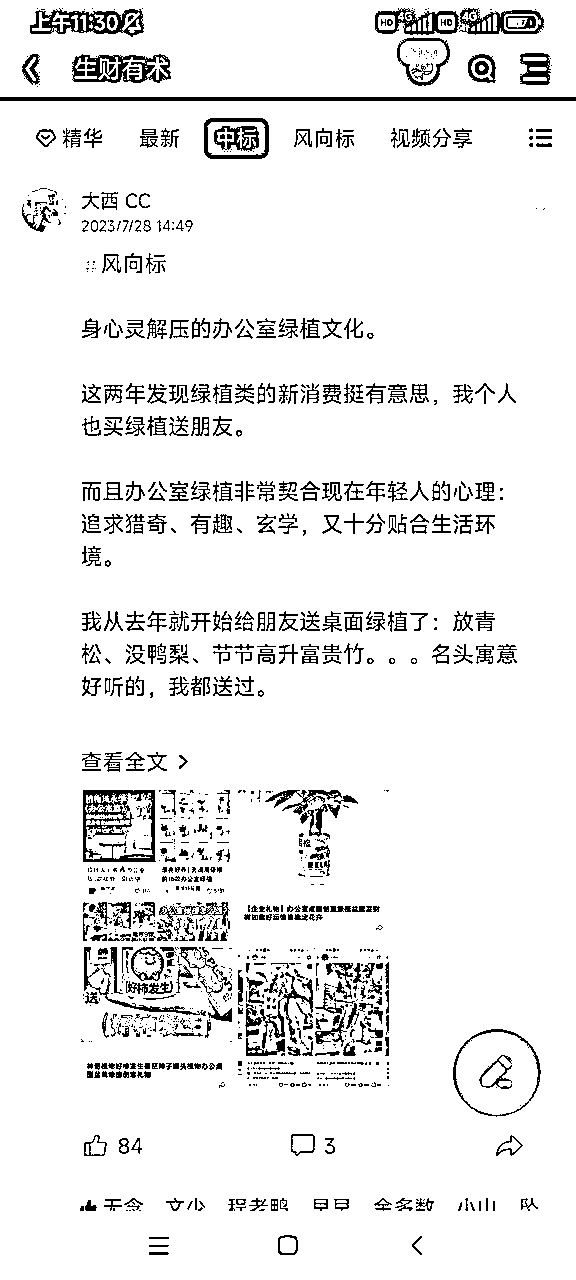 上午11:30
生财有术
精华 最新 中标 风向标 视频分享
大西 CC
2023/7/28 14:49
#风向标
身心灵解压的办公室绿植文化。
这两年发现绿植类的新消费挺有意思，我个人
也买绿植送朋友。
而且办公室绿植非常契合现在年轻人的心理：
追求猎奇、有趣、玄学，又十分贴合生活环
境。
我从去年就开始给朋友送桌面绿植了：放青
松、没鸭梨、节节高升富贵竹。。。名头寓意
好听的，我都送过。
查看全文
好柿发生
送
84
3